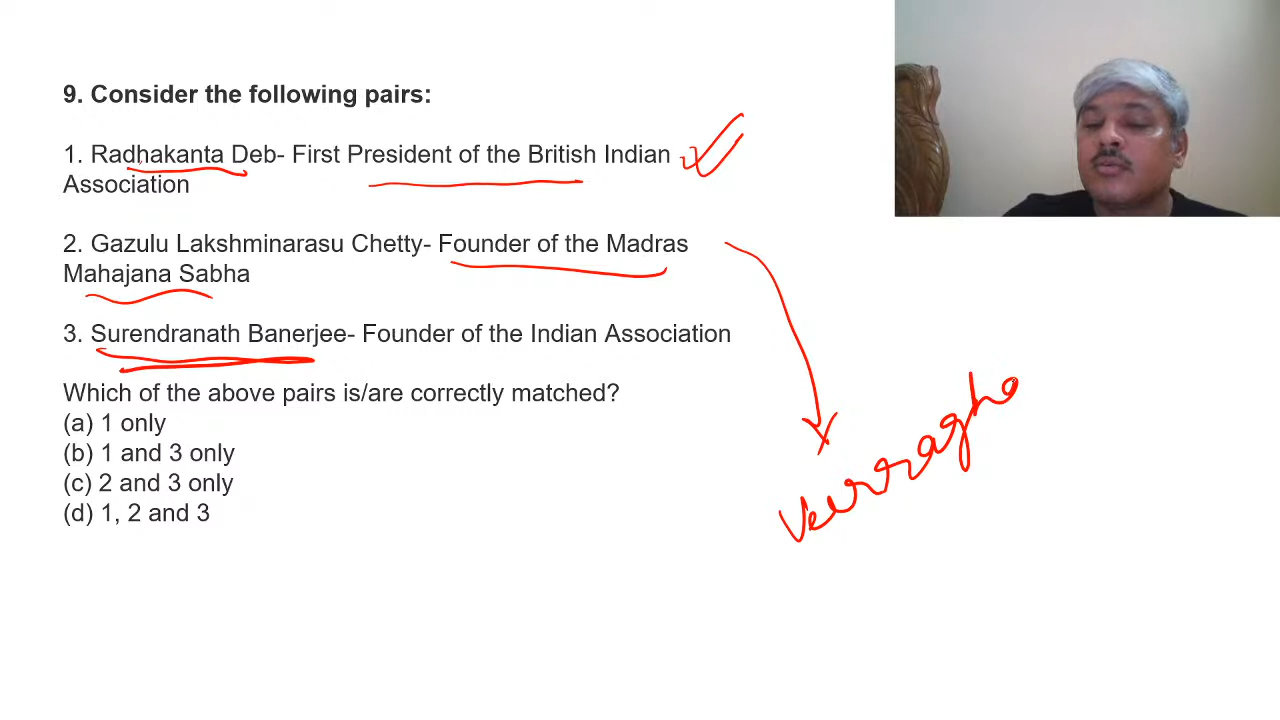 9. Consider the following pairs:
1. Radhakanta Deb- First President of the British Indian
Association
2. Gazulu Lakshminarasu Chetty- Founder of the Madras
Mahajana Sabha
3. Surendranath Banerjee- Founder of the Indian Association
Which of the above pairs is/are correctly matched?
(a) 1 only
(b) 1 and 3 only
(c) 2 and 3 only
(d) 1, 2 and 3